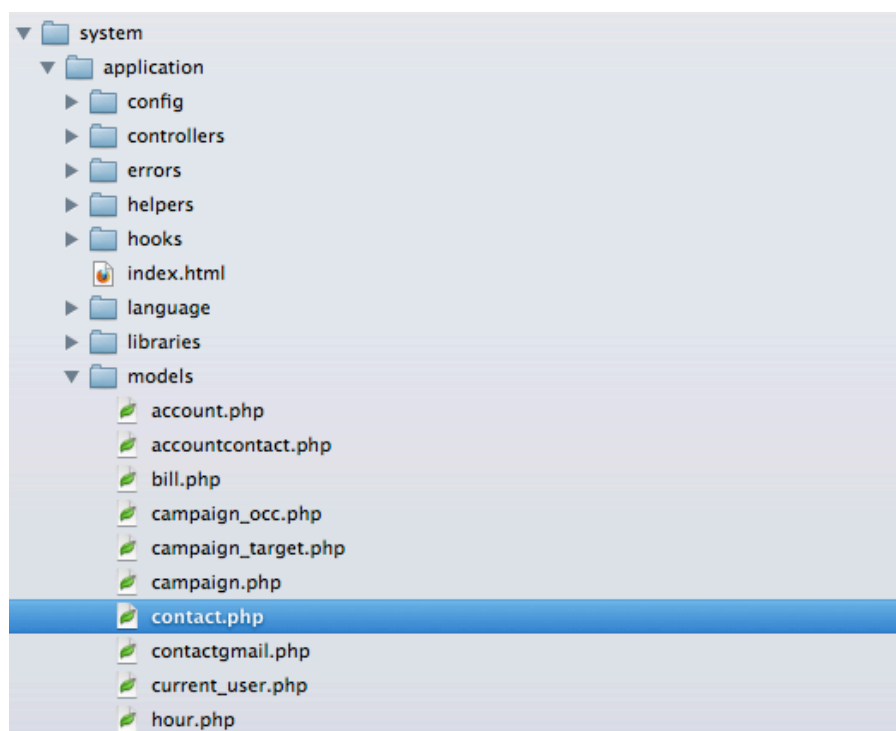 system
application
config
controllers
errors
helpers
hooks
index.html
language
libraries
models
account.php
accountcontact.php
bill.php
campaign_occ.php
campaign_target.php
campaign.php
contact.php
contactgmail.php
current_user.php
hour.php